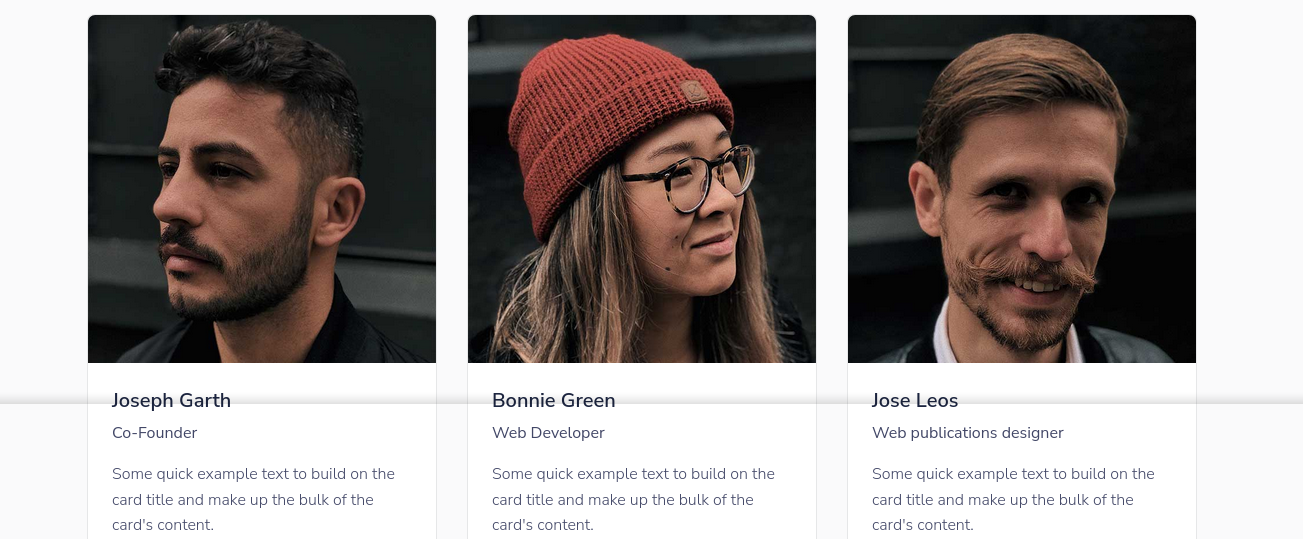 Joseph Garth
Co-Founder
Some quick example text to build on the
card title and make up the bulk of the
card's content.
Bonnie Green
Web Developer
Some quick example text to build on the
card title and make up the bulk of the
card's content.
Jose Leos
Web publications designer
Some quick example text to build on the
card title and make up the bulk of the
card's content.